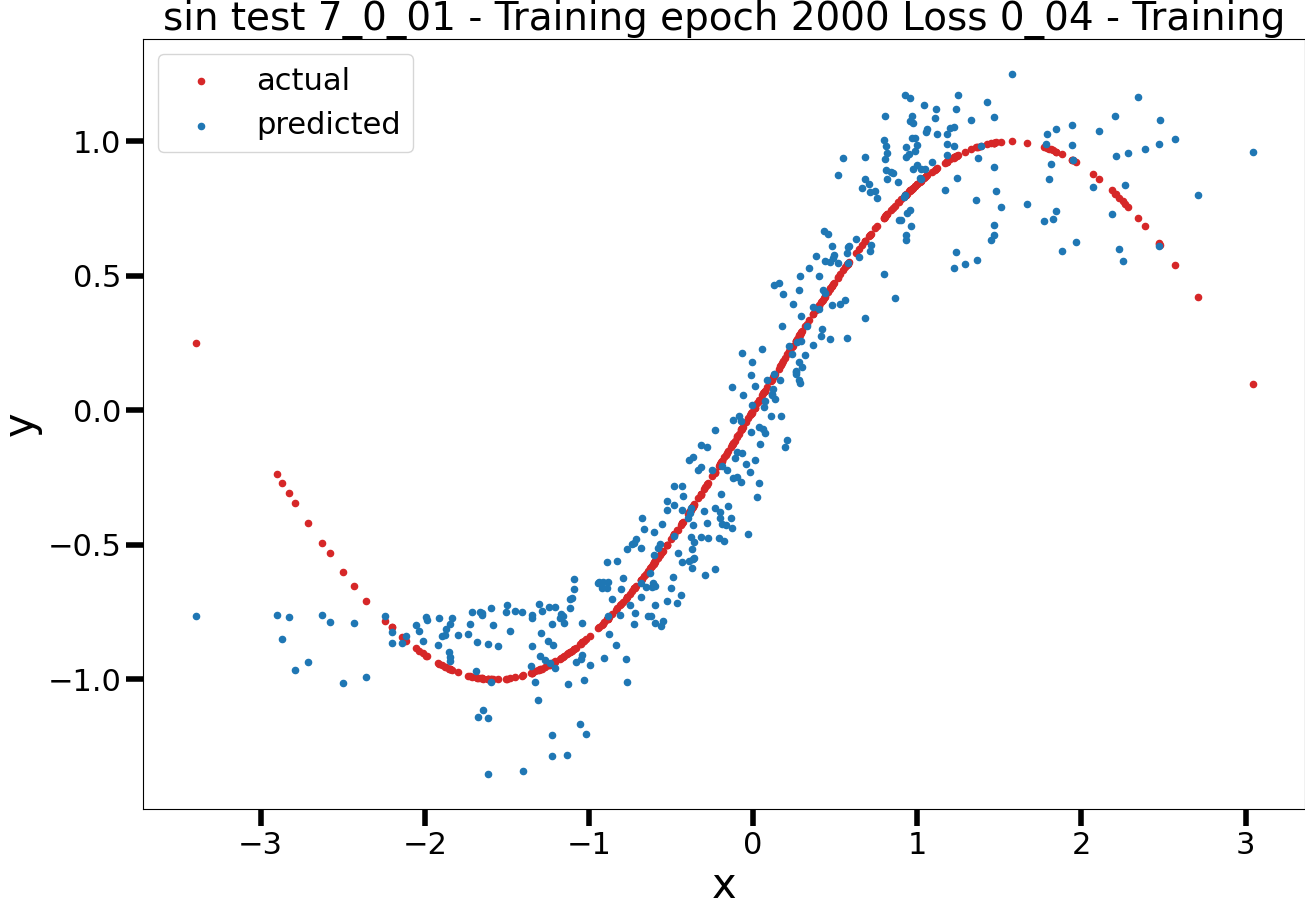 sin test 7_0_01 - Training epoch 2000 Loss 0_04 - Training
actual
predicted
1.0
0.5
0.0
−0.5
−1.0
y
−3 −2 −1 0 1 2 3
x